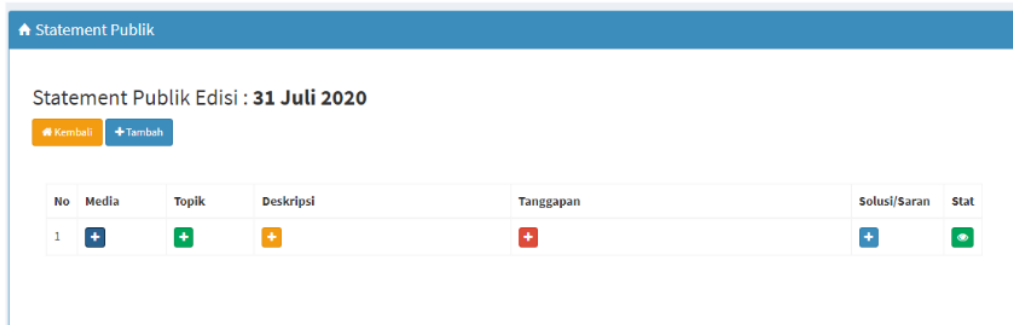 Statement Publik
Statement Publik Edisi : 31 Juli 2020
Kembali + Tambah
No Media Topik Deskripsi Tanggapan Solusi/Saran Stat
1 + + + + +